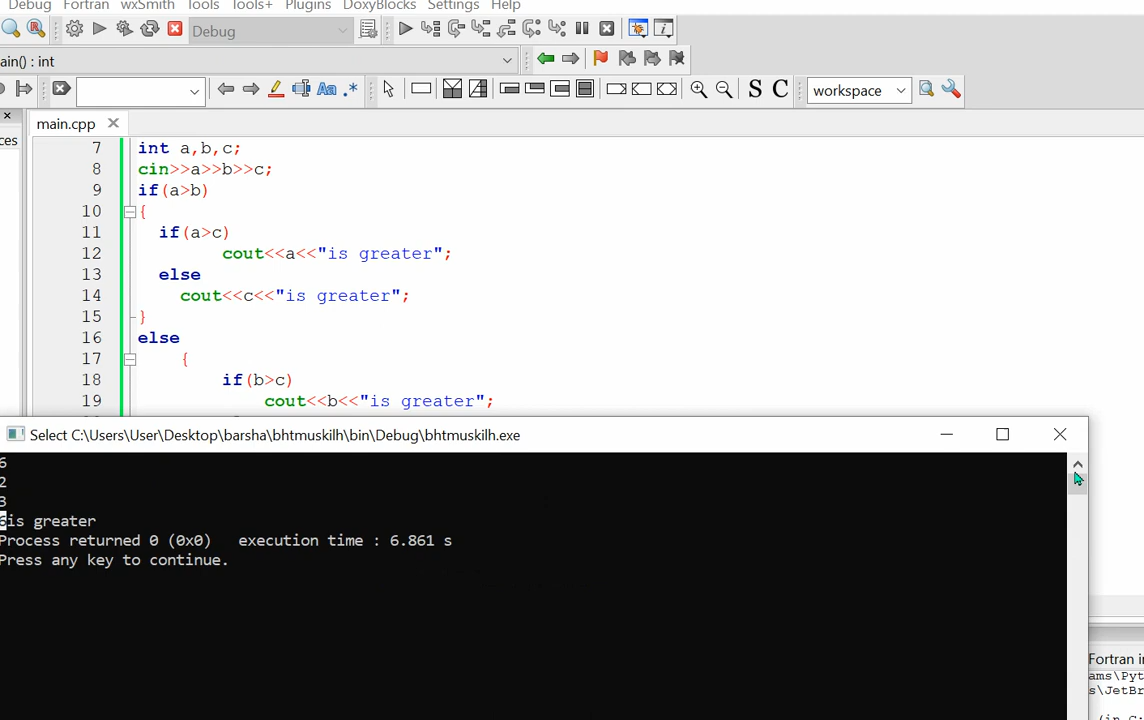 Debug Fortran wxSmith Tools Tools+ Plugins DoxyBlocks Settings Help
Debug
ain() : int
Aa .* S C workspace
main.cpp
ces
7 int a,b,c;
8 cin>>a>>b>>c;
9 if(a>b)
10 {
11 if(a>c)
12 cout<<a<<"is greater";
13 else
14 cout<<c<<"is greater";
15 }
16 else
17 {
18 if(b>c)
19 cout<<b<<"is greater";
Select C:\Users\User\Desktop\barsha\bhtmuskilh\bin\Debug\bhtmuskilh.exe
6
2
3
6is greater
Process returned 0 (0x0) execution time : 6.861 s
Press any key to continue.
Fortran i
ams\Pyt
s\JetBr